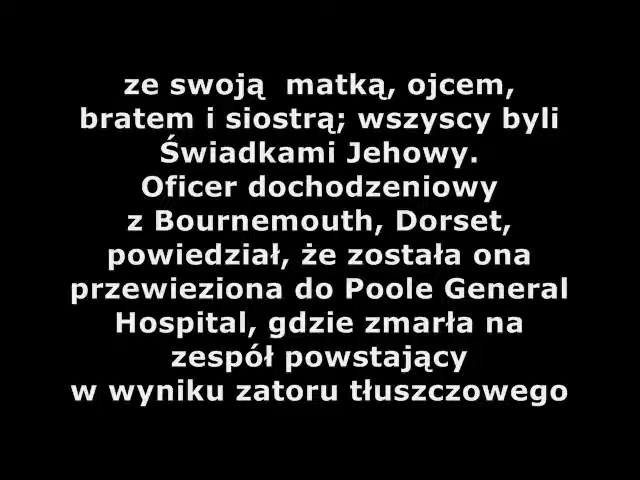 ze swoją  matką, ojcem,
bratem i siostrą; wszyscy byli
Świadkami Jehowy.
Oficer dochodzeniowy
z Bournemouth, Dorset,
powiedział, że została ona
przewieziona do Poole General
Hospital, gdzie zmarła na
zespół powstający
w wyniku zatoru tłuszczowego